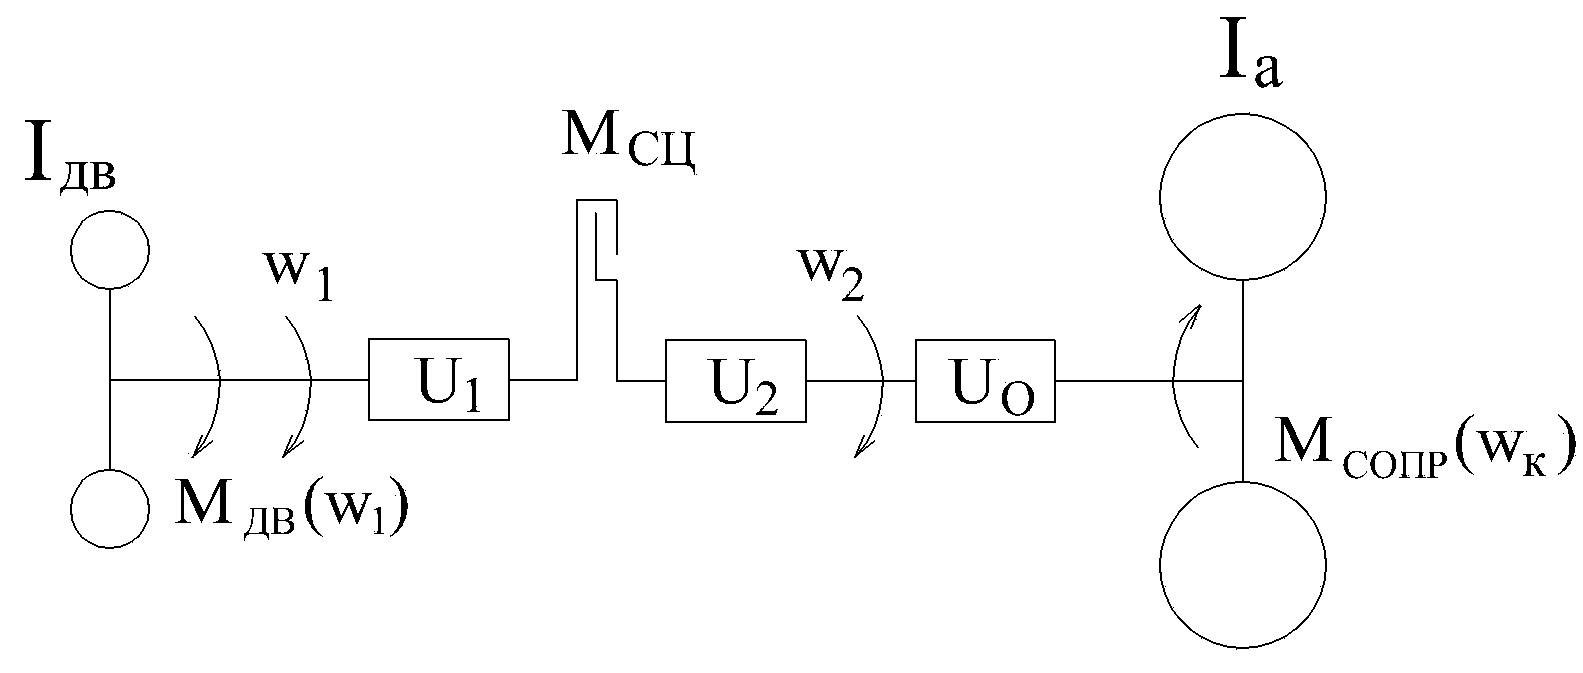 Iа
Mсц
Iдв
w1
w2
U1
U2
UO
Mсопр(wк)
Mдв(w1)